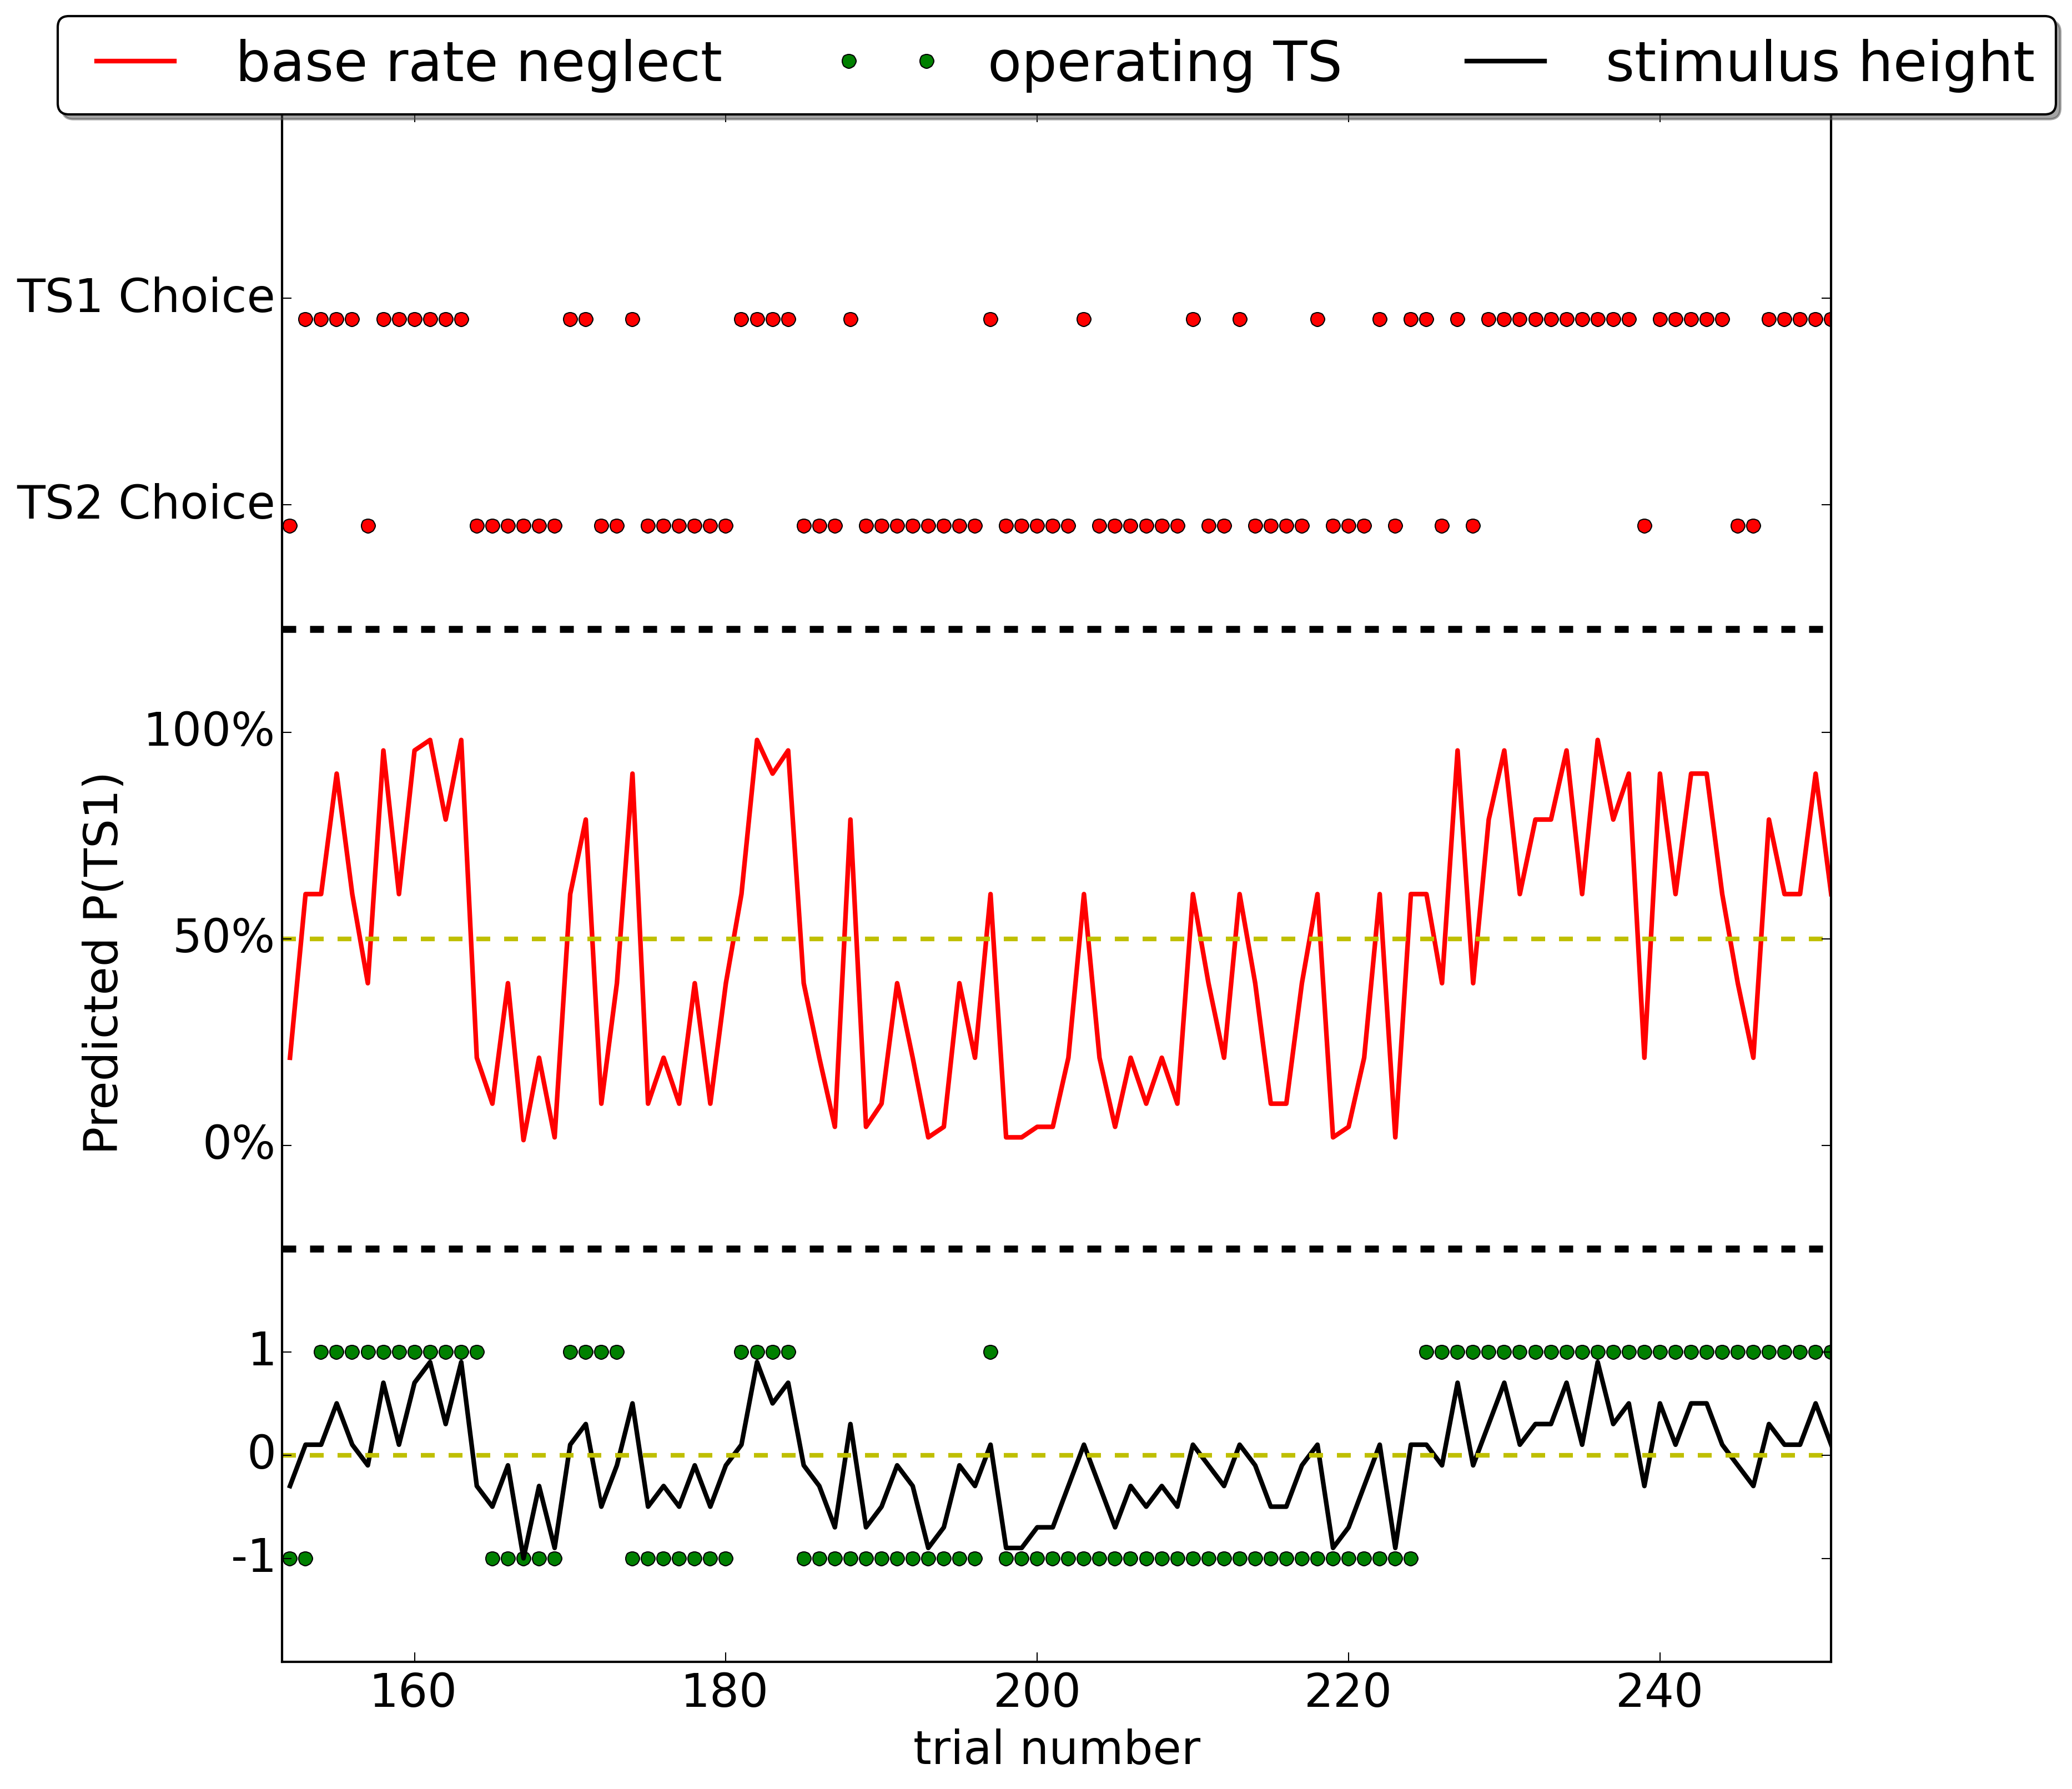 base rate neglect operating TS stimulus height
TS1 Choice
TS2 Choice
100%
50%
0%
Predicted P(TS1)
1
0
-1
160 180 200 220 240
trial number